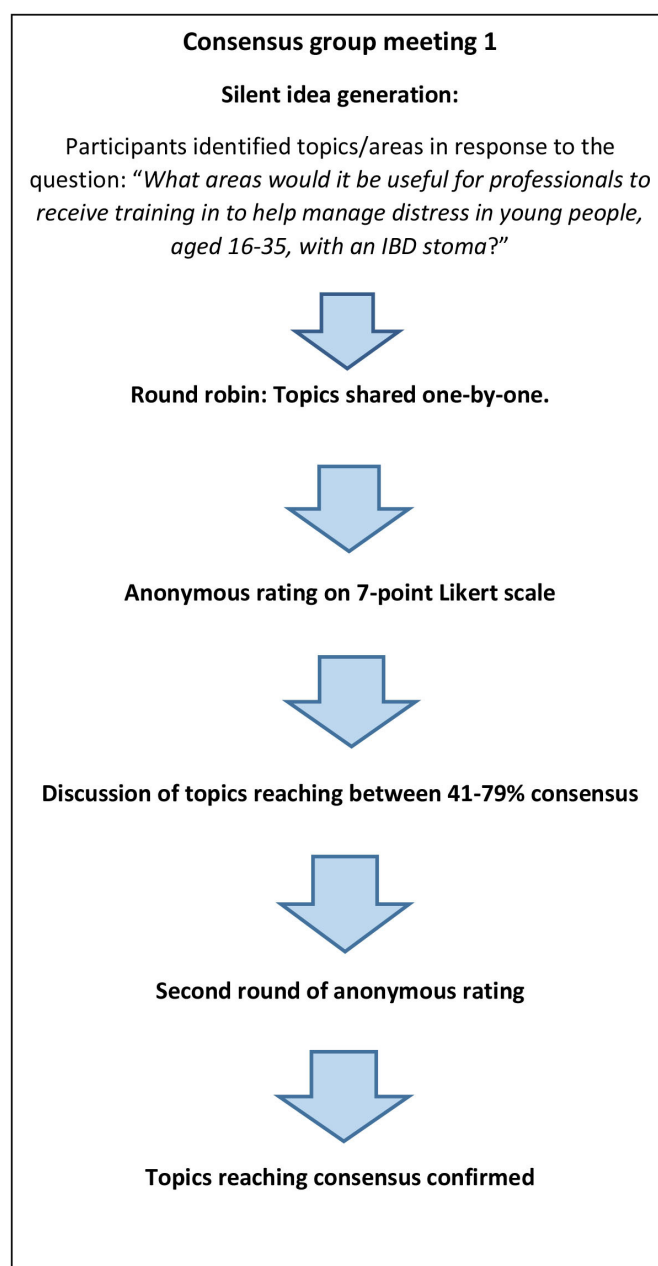 Consensus group meeting 1
Silent idea generation:
Participants identified topics/areas in response to the
question: “What areas would it be useful for professionals to
receive training in to help manage distress in young people,
aged 16-35, with an IBD stoma?”
Round robin: Topics shared one-by-one.
Anonymous rating on 7-point Likert scale
Discussion of topics reaching between 41-79% consensus
Second round of anonymous rating
Topics reaching consensus confirmed